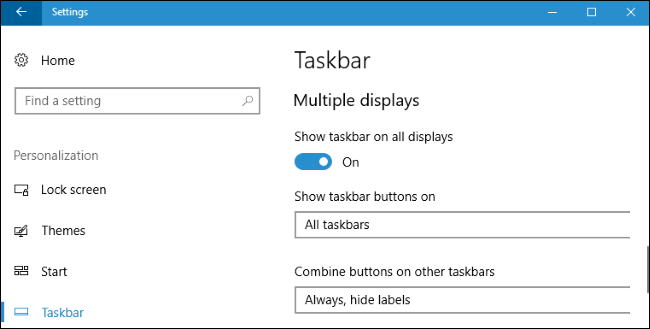 Settings
Home
Find a setting
Personalization
Lock screen
Themes
Start
Taskbar
Taskbar
Multiple displays
Show taskbar on all displays
On
Show taskbar buttons on
All taskbars
Combine buttons on other taskbars
Always, hide labels